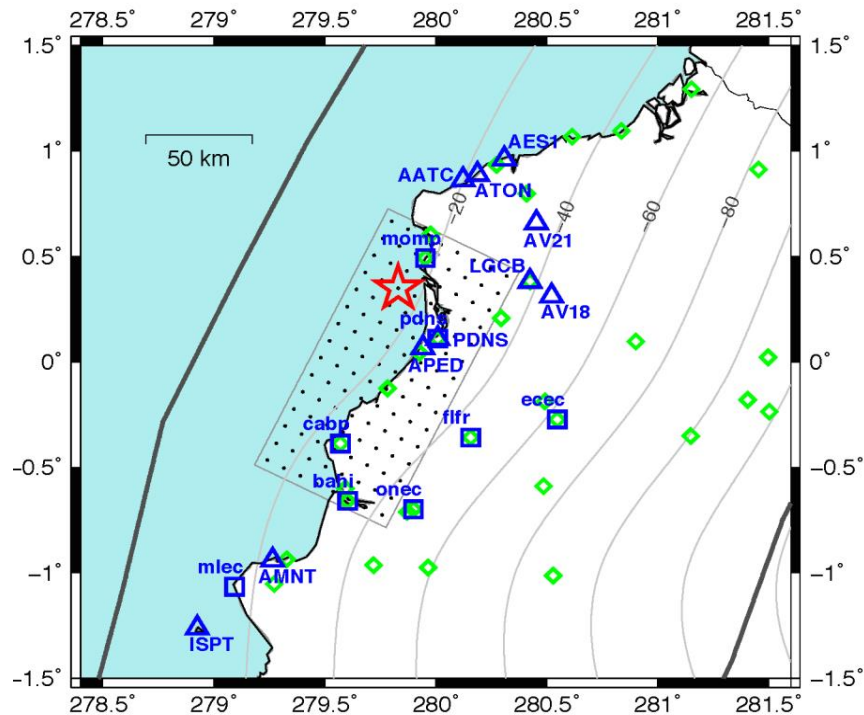 278.5° 279° 279.5° 280° 280.5° 281° 281.5°
1.5° 1.5°
AES1
50 km
1° 1°
AATC
ATON
−20 −40 −60 −80
AV21
momp
0.5° LGCB 0.5°
AV18
pdns
APDNS
0° APED 0°
ecec
cabp flfr
−0.5° −0.5°
bahi onec
−1° mlec AMNT −1°
ISPT
−1.5° −1.5°
278.5° 279° 279.5° 280° 280.5° 281° 281.5°